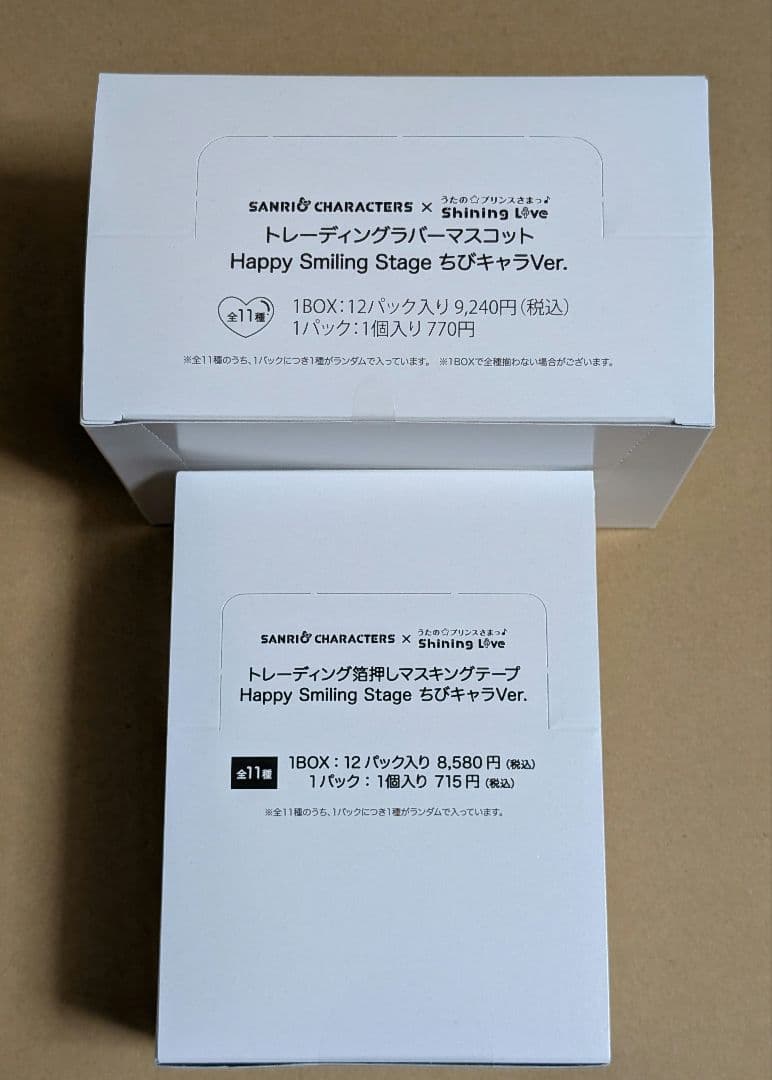 SANRIO CHARACTERS × うたの☆プリンスさまっ♪ Shining Live
トレーディングラバーマスコット
Happy Smiling Stage ちびキャラVer.
全11種
1BOX：12パック入り 9,240円（税込）
1パック：1個入り 770円
※全11種のうち、1パックにつき1種がランダムで入っています。 ※1BOXで全種揃わない場合がございます。
SANRIO CHARACTERS × うたの☆プリンスさまっ♪ Shining Live
トレーディング箔押しマスキングテープ
Happy Smiling Stage ちびキャラVer.
全11種
1BOX：12パック入り 8,580円（税込）
1パック：1個入り 715円（税込）
※全11種のうち、1パックにつき1種がランダムで入っています。